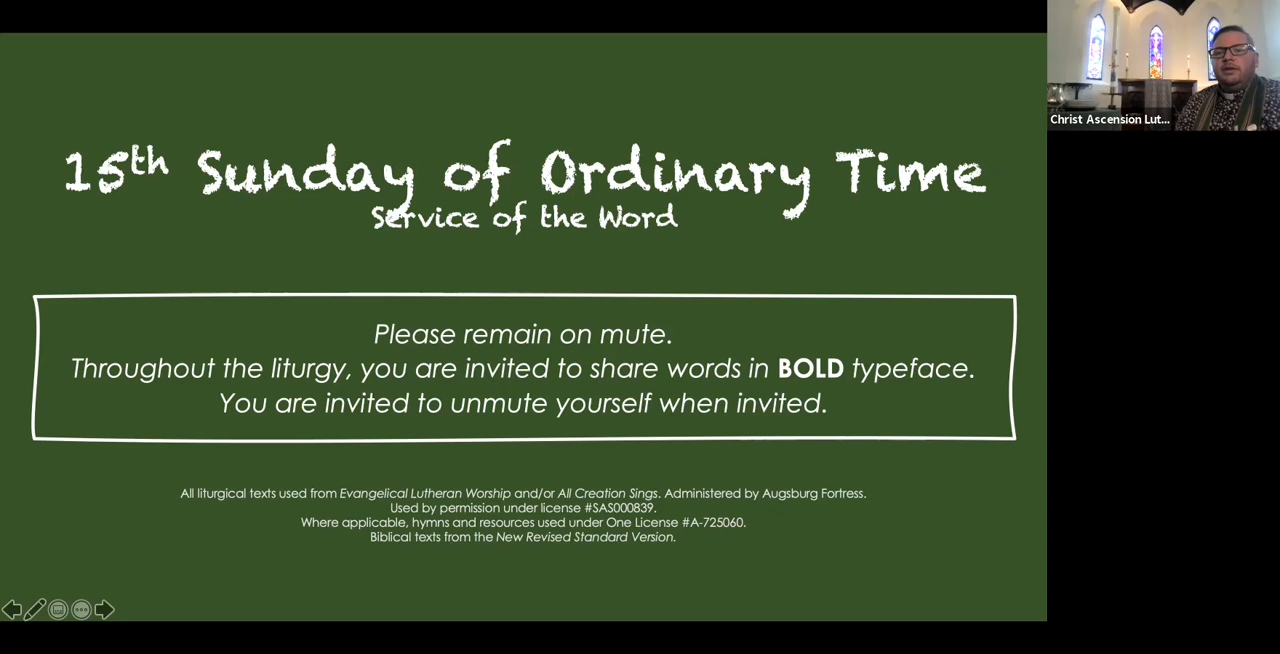 15th Sunday of Ordinary Time
Service of the Word
Please remain on mute.
Throughout the liturgy, you are invited to share words in BOLD typeface.
You are invited to unmute yourself when invited.
All liturgical texts used from Evangelical Lutheran Worship and/or All Creation Sings. Administered by Augsburg Fortress.
Used by permission under license #SAS000839.
Where applicable, hymns and resources used under One License #A-725060.
Biblical texts from the New Revised Standard Version.
Christ Ascension Lut...